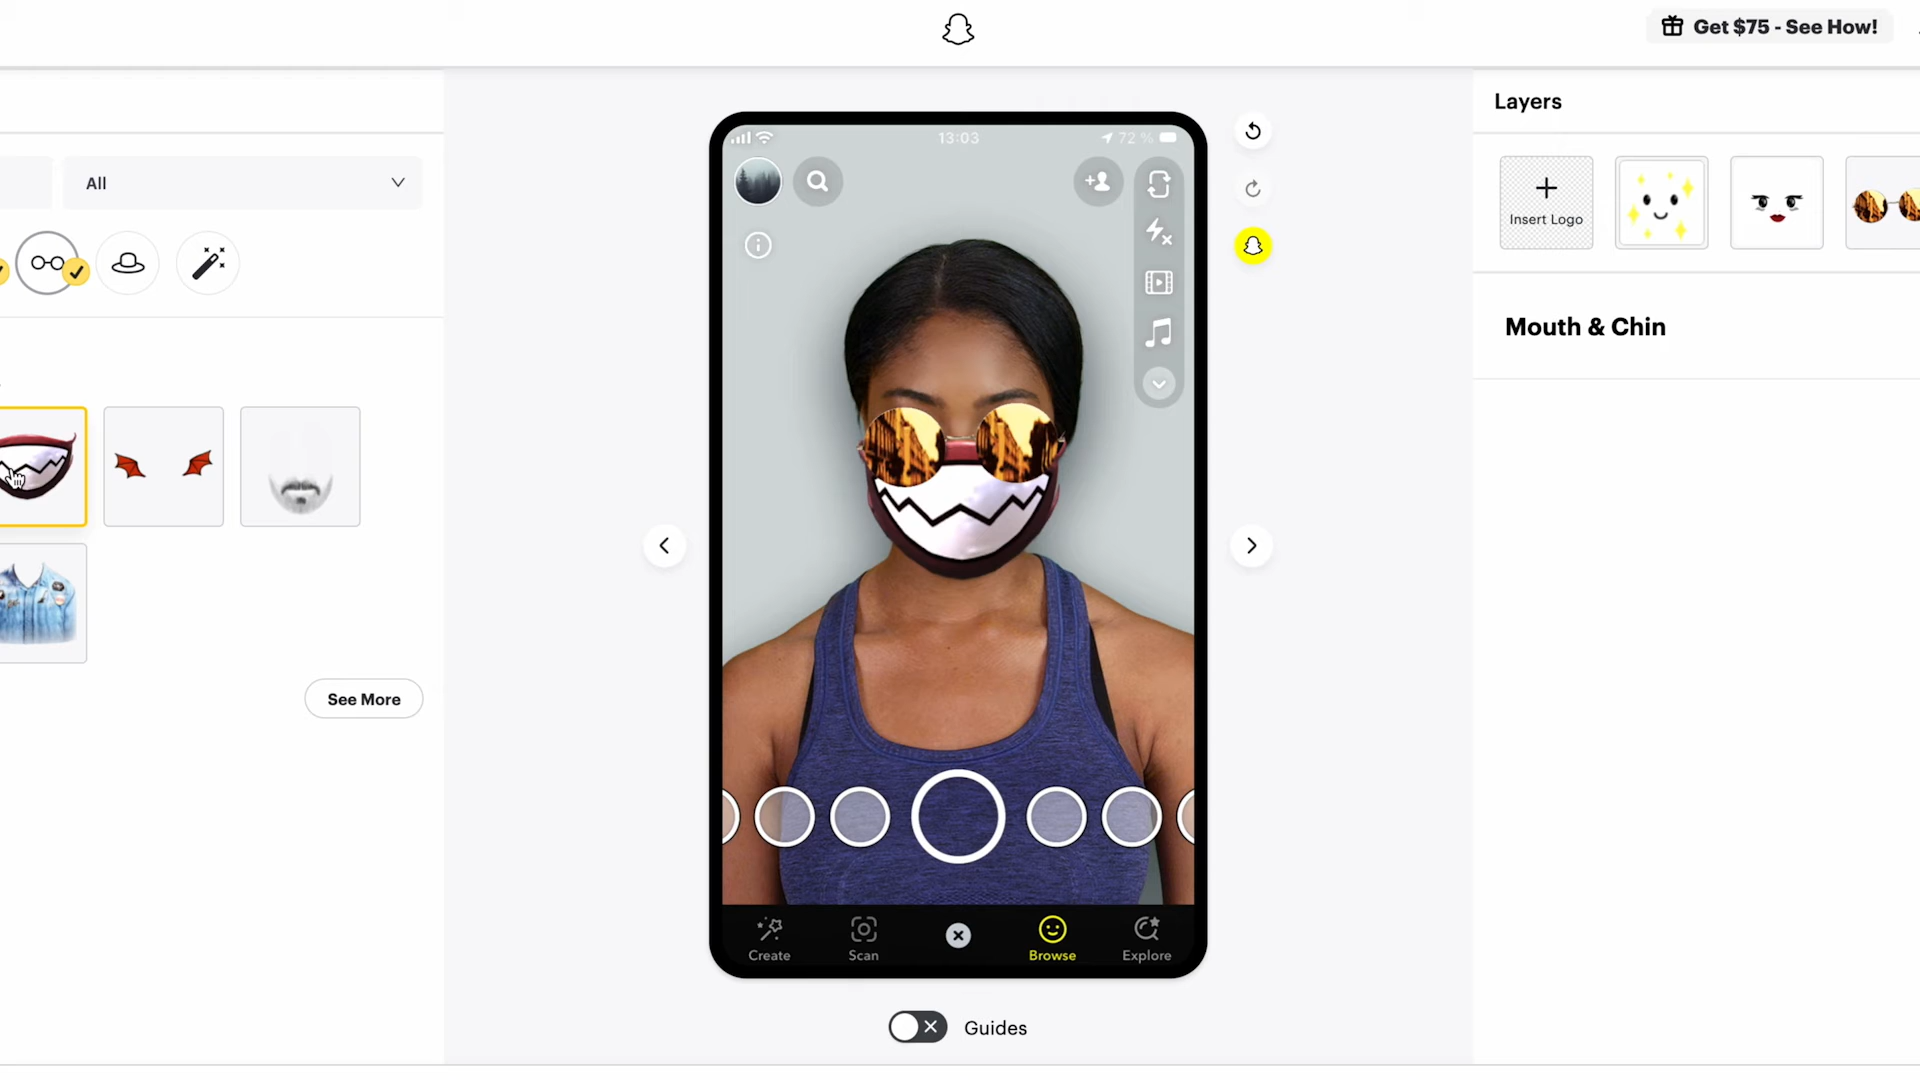 Get $75 - See How!
Layers
13:03
72 %
All
Insert Logo
Mouth & Chin
See More
Create
Scan
Browse
Explore
Guides